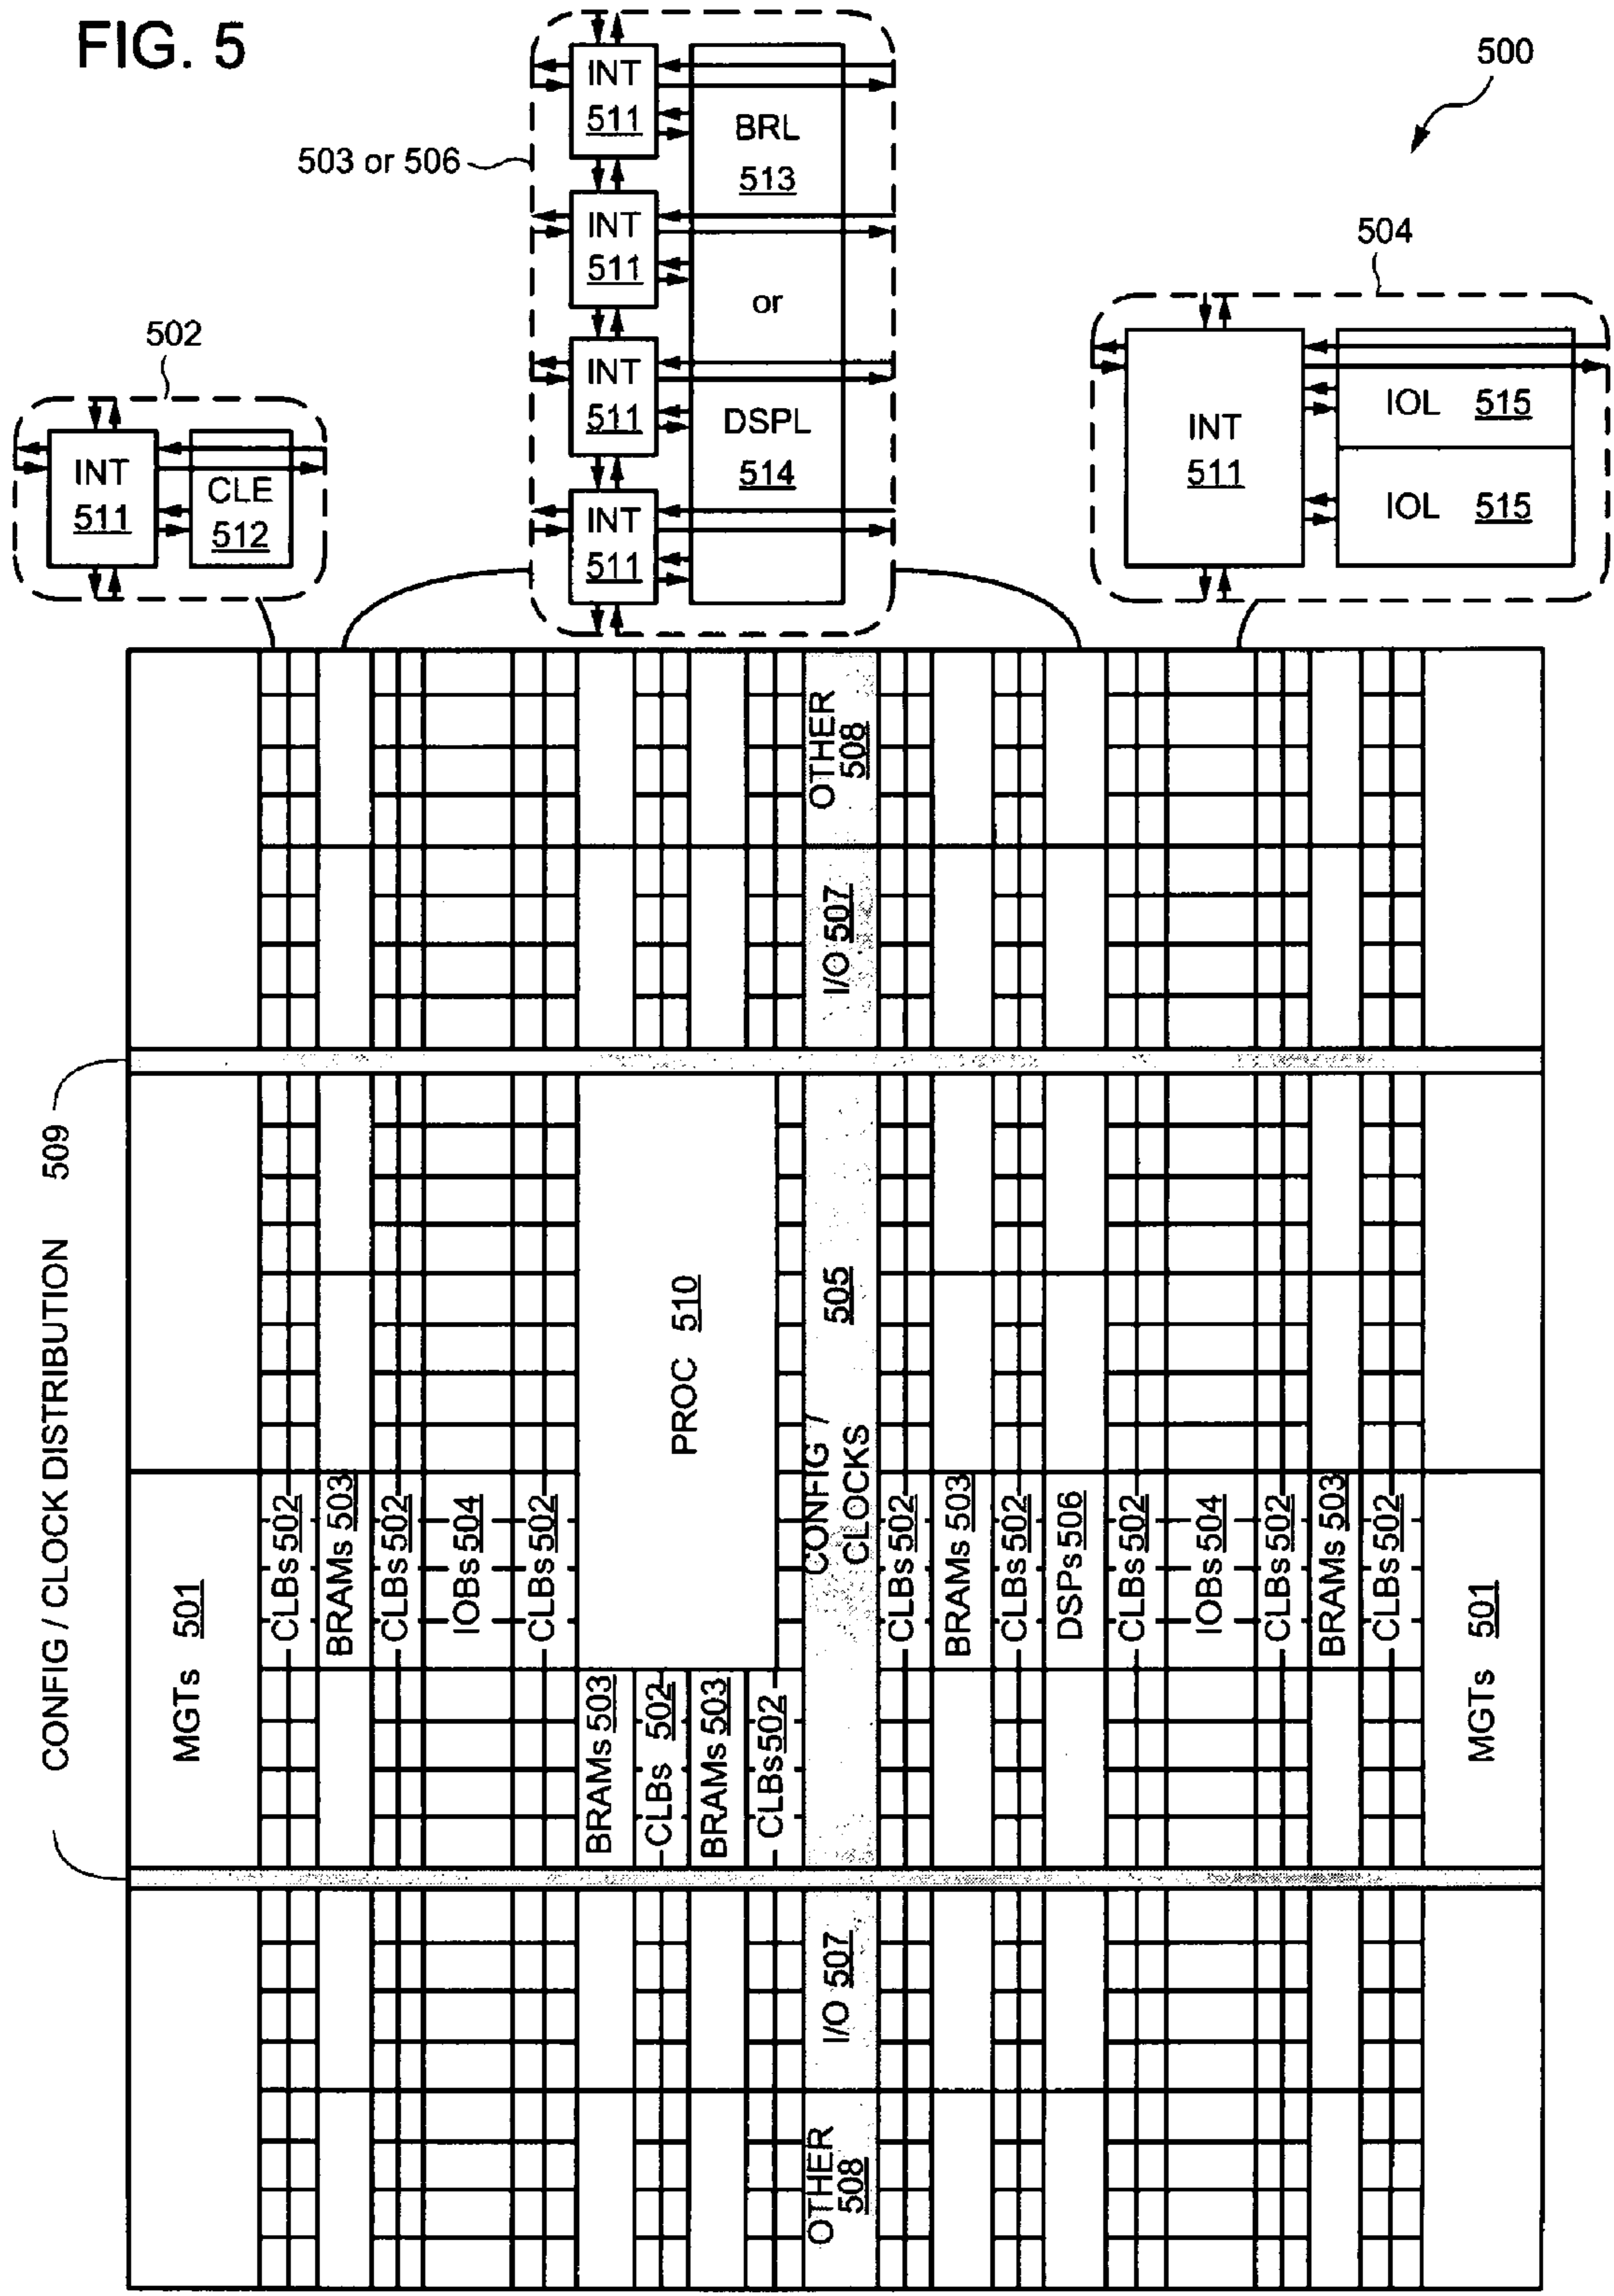 FIG. 5
500
503 or 506
INT
511
INT
511
INT
511
INT
511
BRL
513
or
DSPL
514
504
INT
511
IOL 515
IOL 515
502
INT
511
CLE
512
OTHER
508
I/O 507
CONFIG / CLOCK DISTRIBUTION 509
PROC 510
CONFIG /
CLOCKS
505
MGTs 501
CLBs 502
BRAMs 503
CLBs 502
IOBs 504
CLBs 502
BRAMs 503
CLBs 502
BRAMs 503
CLBs 502
CLBs 502
BRAMs 503
CLBs 502
DSPs 506
CLBs 502
IOBs 504
CLBs 502
BRAMs 503
CLBs 502
MGTs 501
I/O 507
OTHER
508